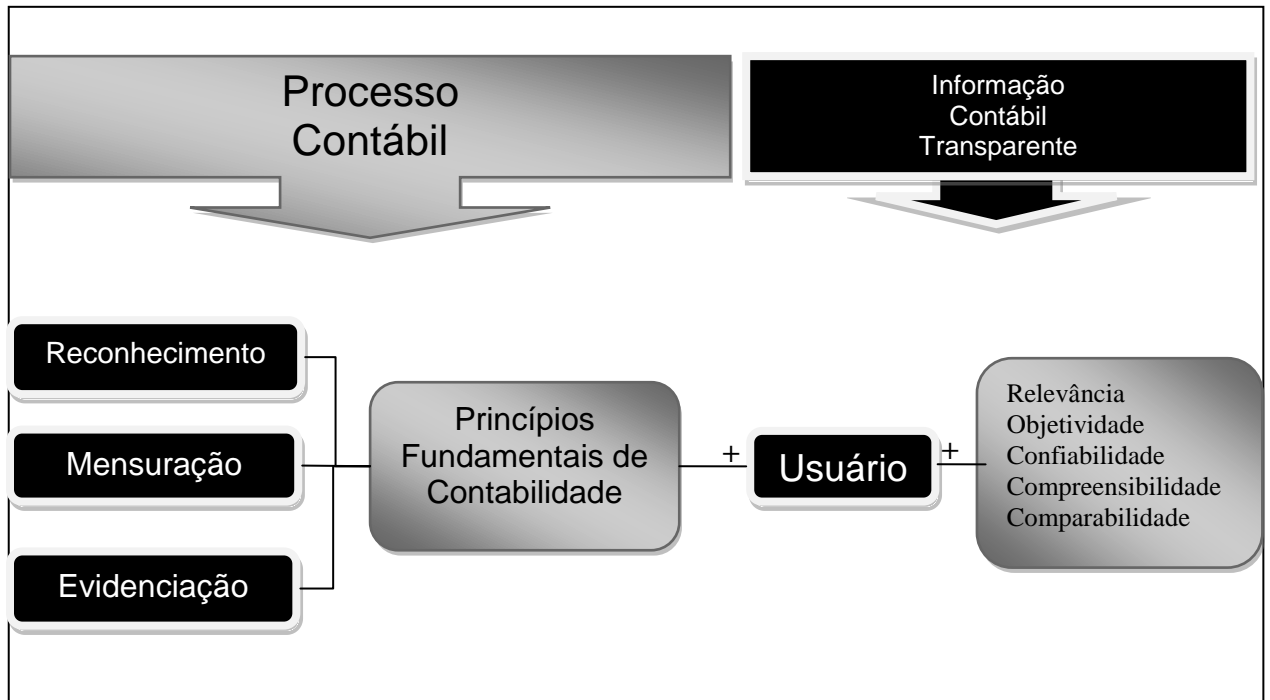 Processo
Contábil
Informação
Contábil
Transparente
Reconhecimento
Mensuração
Evidenciação
Princípios
Fundamentais de
Contabilidade
+
Usuário
+
Relevância
Objetividade
Confiabilidade
Compreensibilidade
Comparabilidade